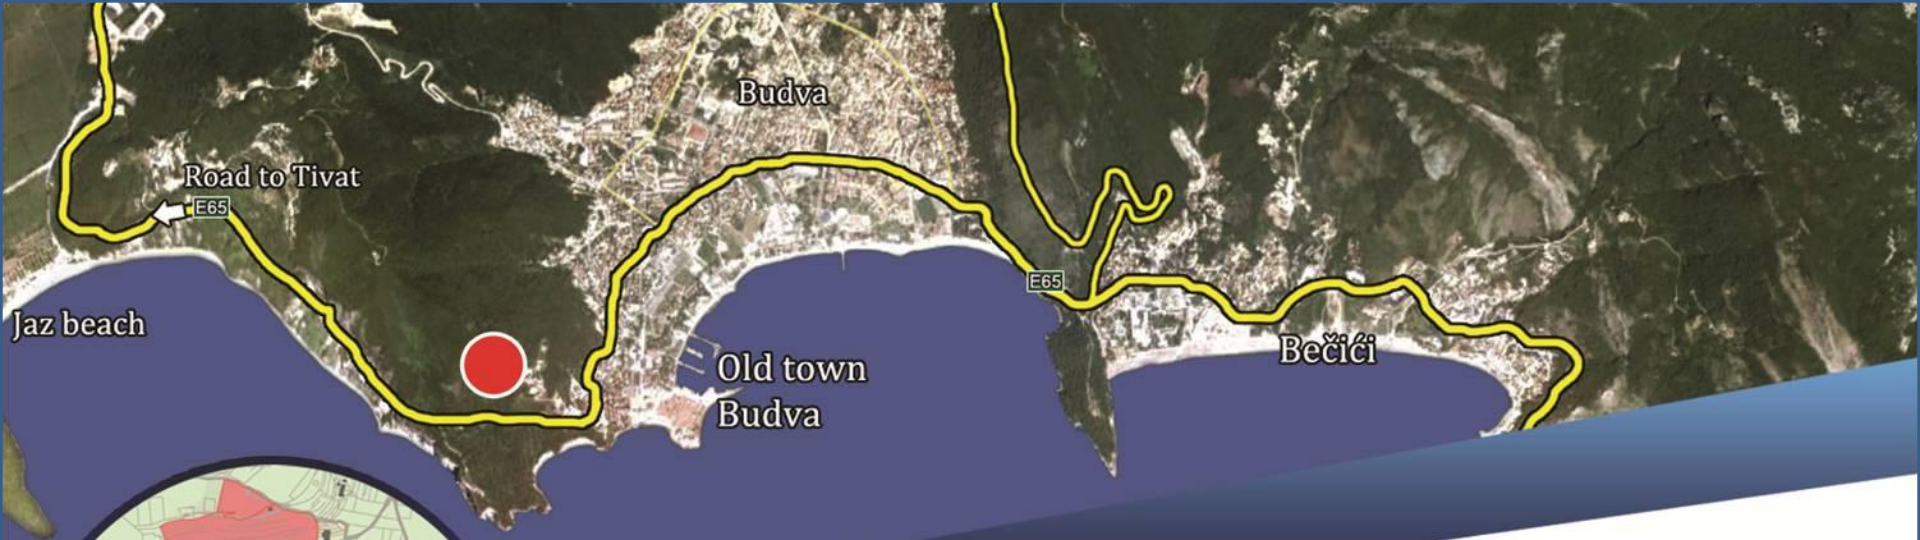 Budva
Road to Tivat
E65
E65
Jaz beach
Bečići
Old town
Budva